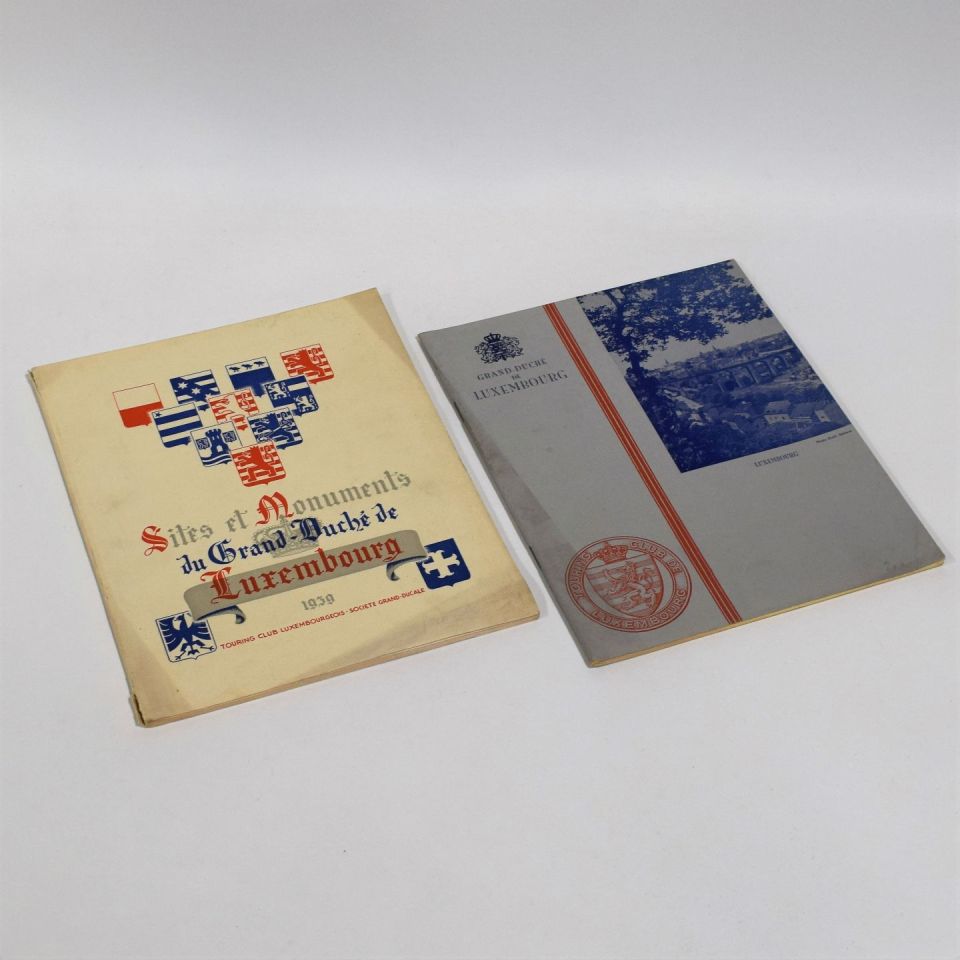 Sites et Monuments
du Grand-Duché de
Luxembourg
1939
TOURING CLUB LUXEMBOURGEOIS - SOCIETE GRAND-DUCALE
GRAND-DUCHÉ
DE
LUXEMBOURG
LUXEMBOURG
TOURING CLUB DE LUXEMBOURG